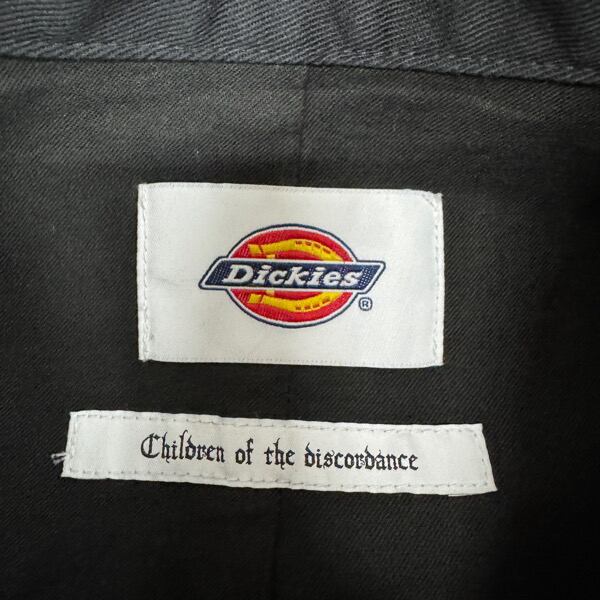 Dickies®
Children of the discordance